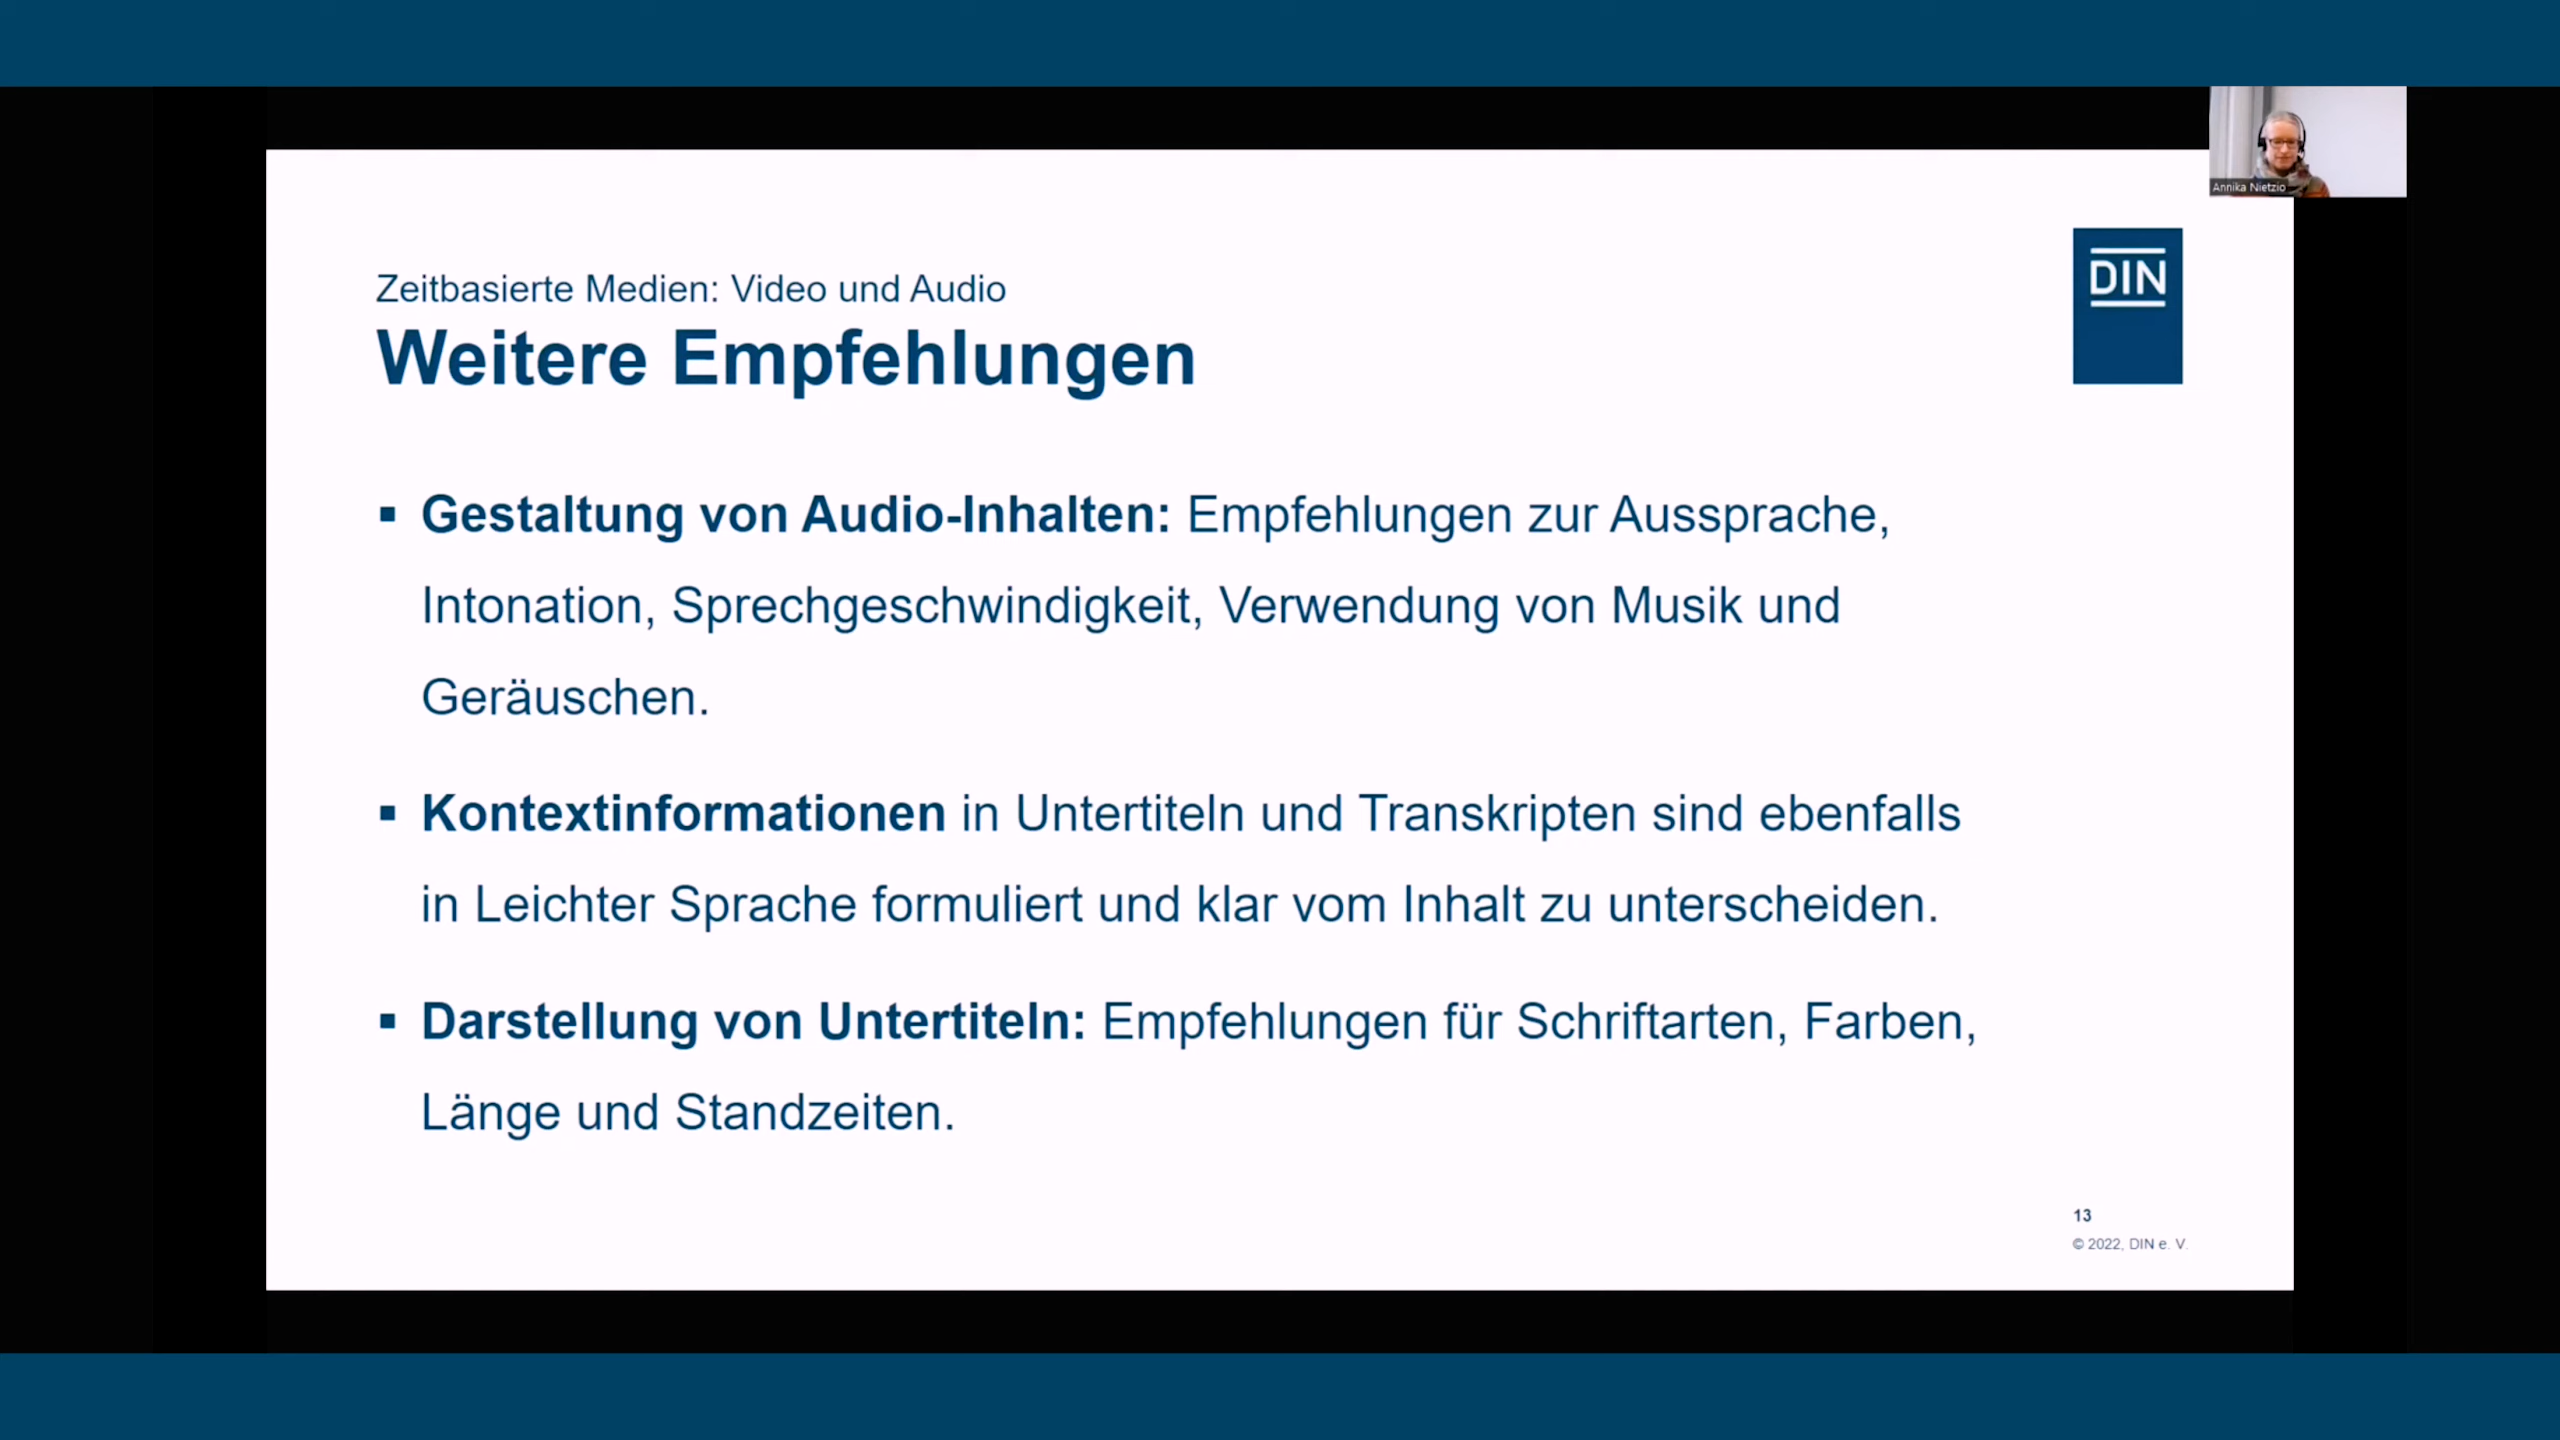 Annika Nietzio
DIN
Zeitbasierte Medien: Video und Audio
Weitere Empfehlungen
▪ Gestaltung von Audio-Inhalten: Empfehlungen zur Aussprache,
Intonation, Sprechgeschwindigkeit, Verwendung von Musik und
Geräuschen.
▪ Kontextinformationen in Untertiteln und Transkripten sind ebenfalls
in Leichter Sprache formuliert und klar vom Inhalt zu unterscheiden.
▪ Darstellung von Untertiteln: Empfehlungen für Schriftarten, Farben,
Länge und Standzeiten.
13
© 2022, DIN e. V.